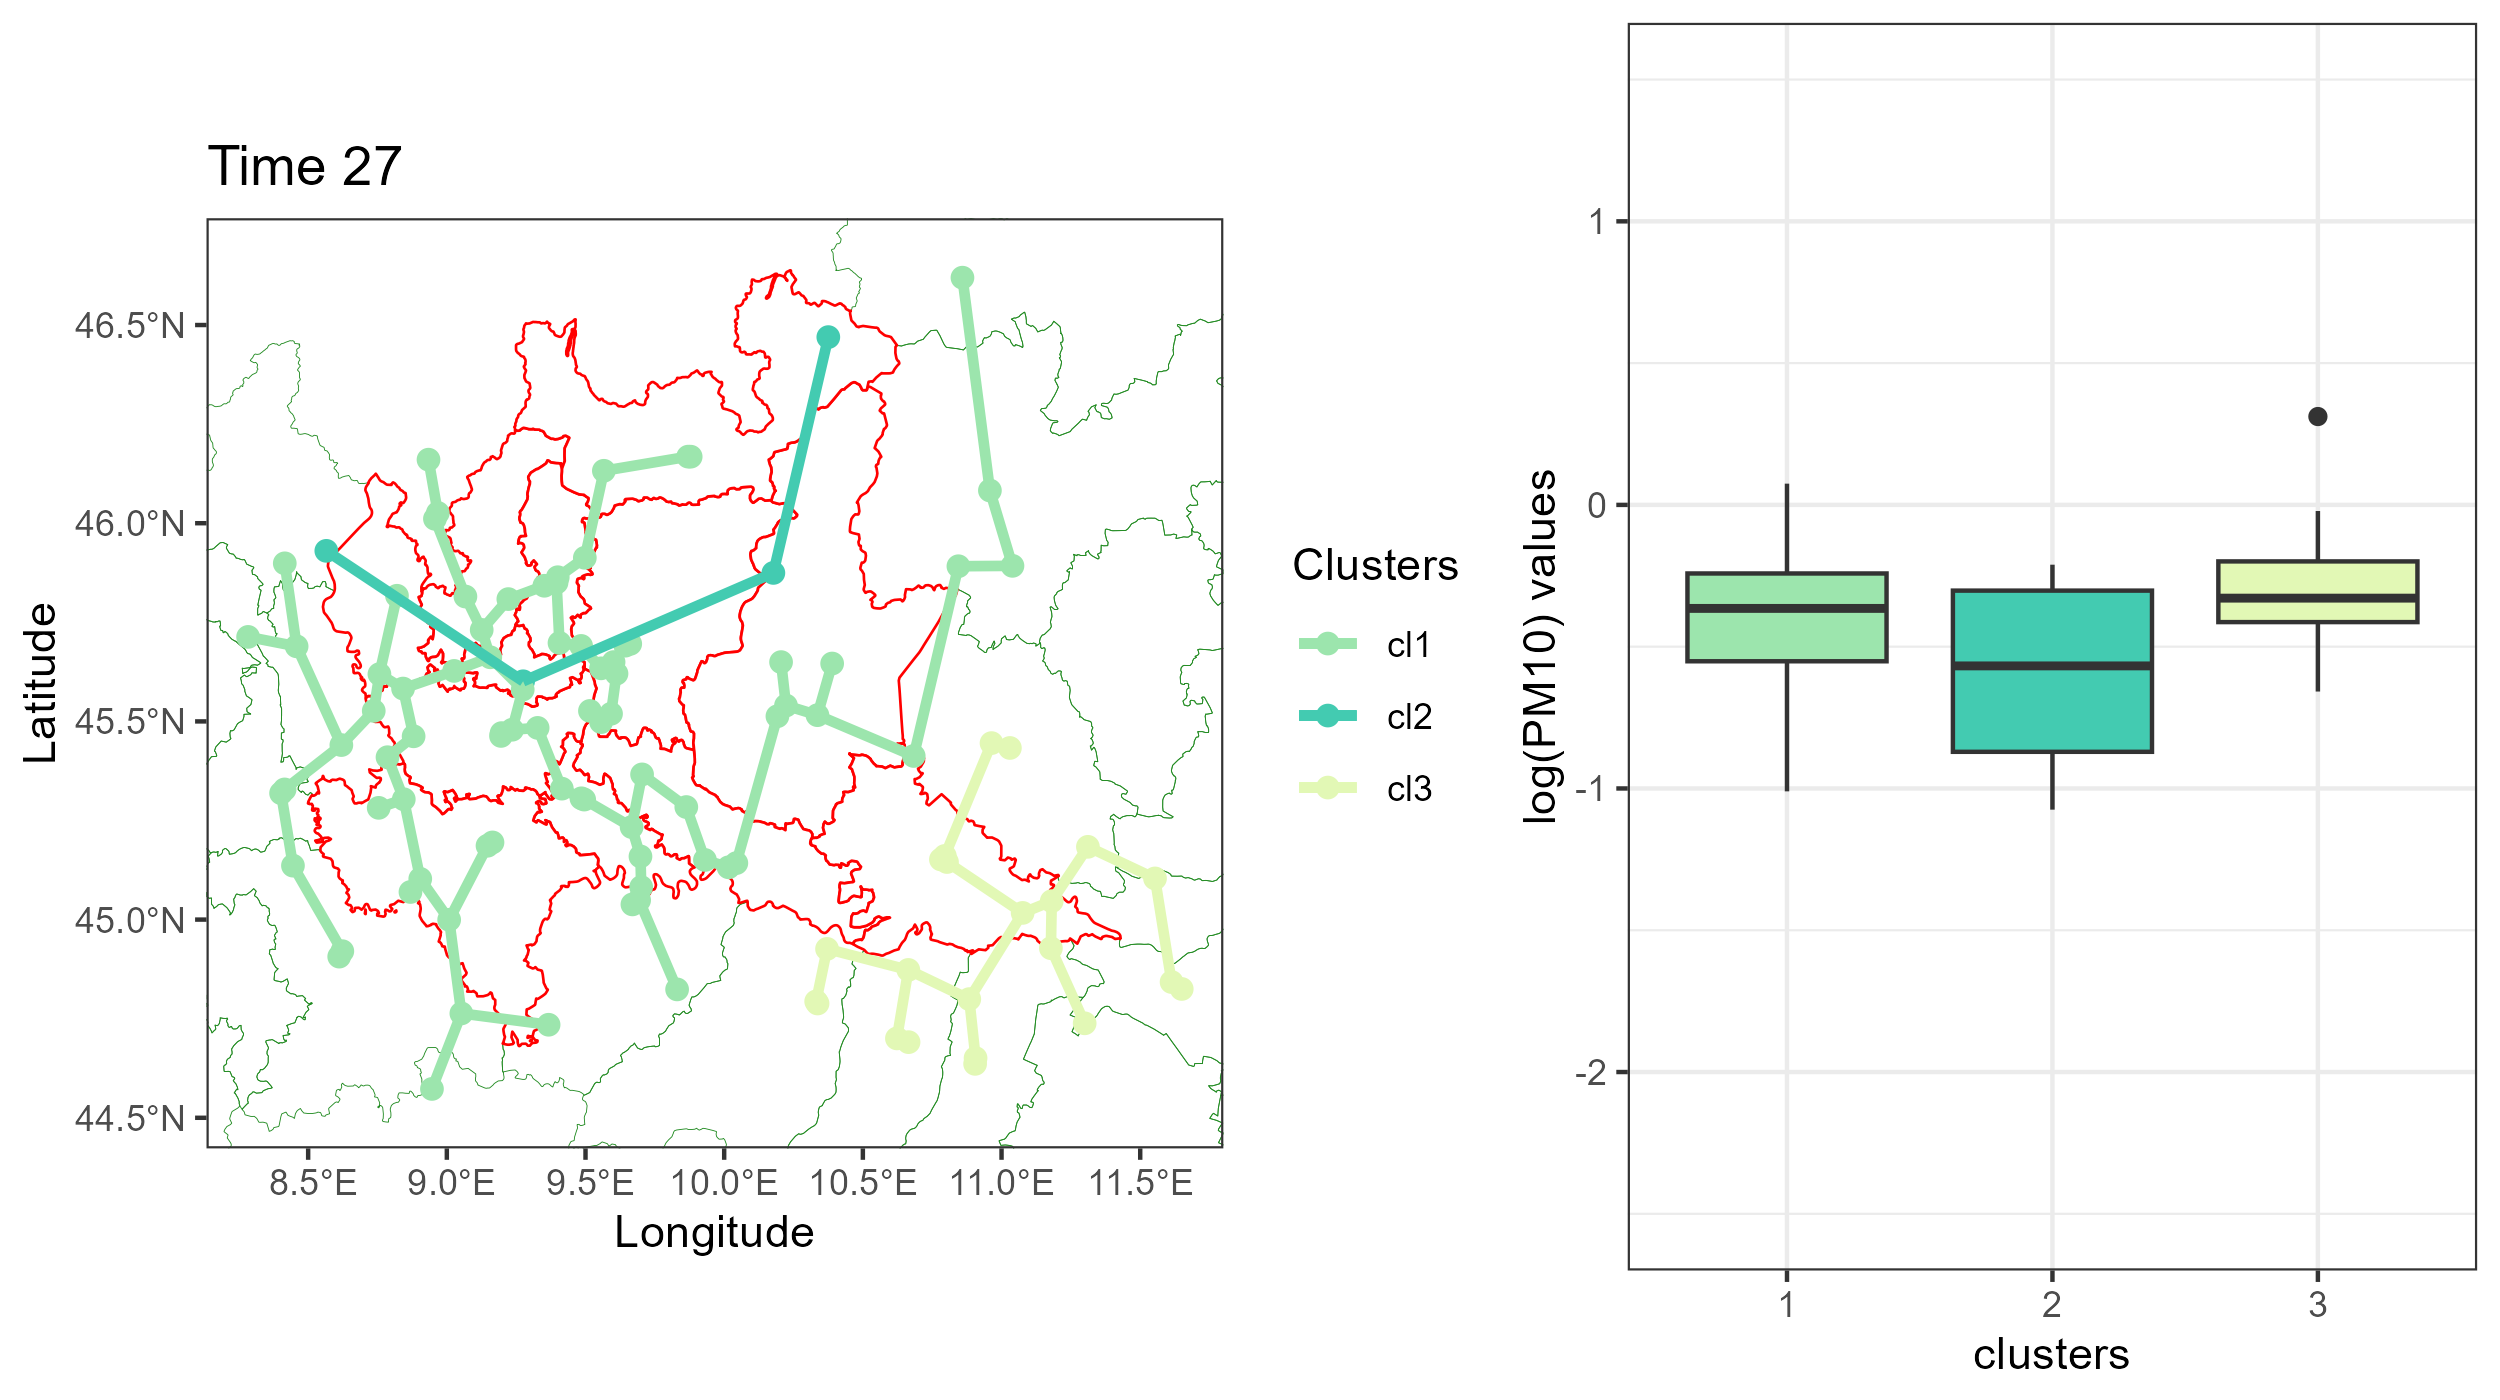 Time 27
Latitude
46.5°N
46.0°N
45.5°N
45.0°N
44.5°N
8.5°E 9.0°E 9.5°E 10.0°E 10.5°E 11.0°E 11.5°E
Longitude
Clusters
cl1
cl2
cl3
log(PM10) values
1
0
-1
-2
1 2 3
clusters